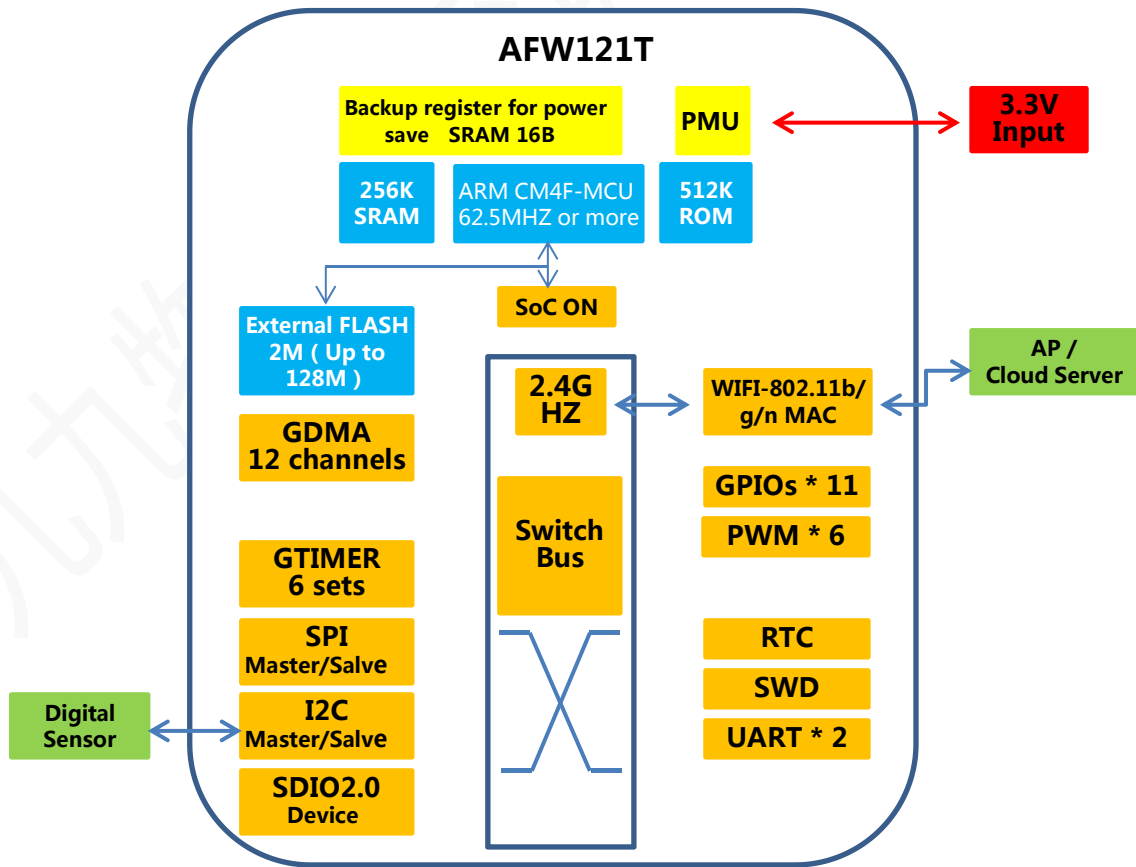 AFW121T
Backup register for power
save SRAM 16B
PMU
3.3V
Input
256K
SRAM
ARM CM4F-MCU
62.5MHZ or more
512K
ROM
SoC ON
External FLASH
2M ( Up to
128M )
2.4G
HZ
WIFI-802.11b/
g/n MAC
AP /
Cloud Server
GDMA
12 channels
GPIOs * 11
Switch
Bus
PWM * 6
GTIMER
6 sets
SPI
Master/Salve
RTC
SWD
Digital
Sensor
I2C
Master/Salve
UART * 2
SDIO2.0
Device
九九物